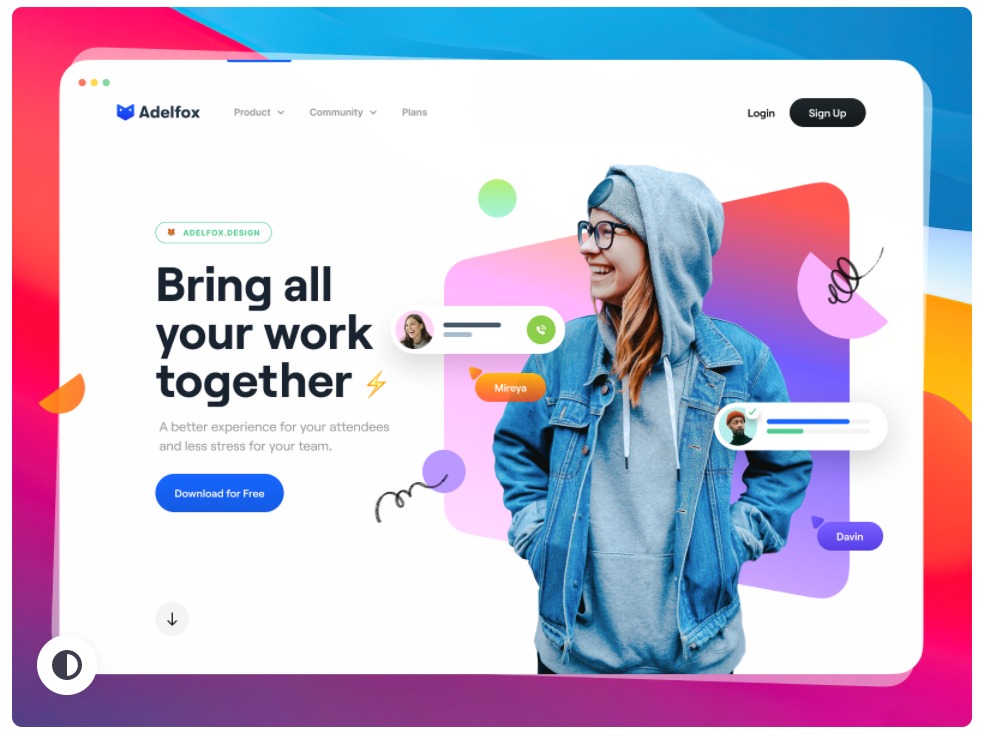 Adelfox
Product
Community
Plans
Login
Sign Up
ADELFOX.DESIGN
Bring all
your work
together
A better experience for your attendees
and less stress for your team.
Download for Free
Mireya
Davin